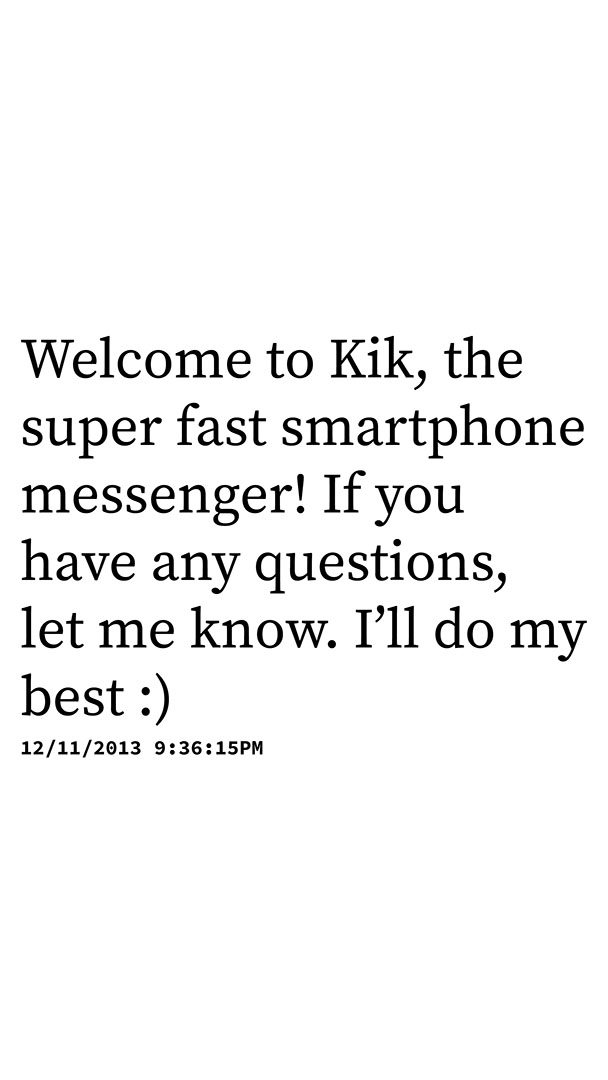 Welcome to Kik, the
super fast smartphone
messenger! If you
have any questions,
let me know. I’ll do my
best :)
12/11/2013 9:36:15PM